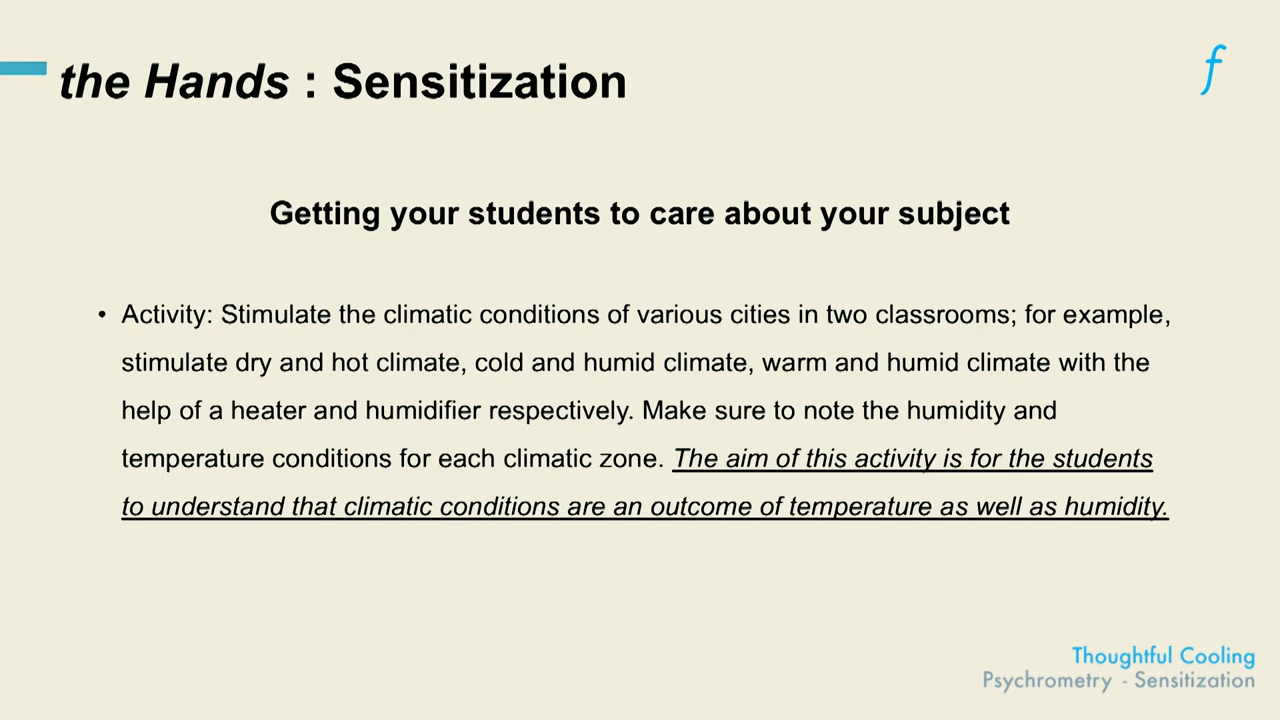 the Hands : Sensitization
f
Getting your students to care about your subject
• Activity: Stimulate the climatic conditions of various cities in two classrooms; for example,
stimulate dry and hot climate, cold and humid climate, warm and humid climate with the
help of a heater and humidifier respectively. Make sure to note the humidity and
temperature conditions for each climatic zone. The aim of this activity is for the students
to understand that climatic conditions are an outcome of temperature as well as humidity.
Thoughtful Cooling
Psychrometry - Sensitization